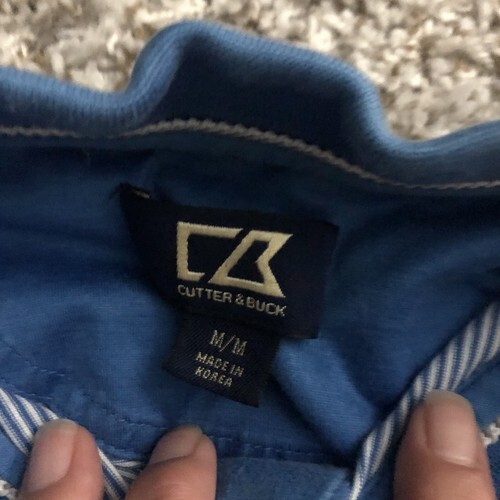 CB
CUTTER & BUCK
M/M
MADE IN
KOREA